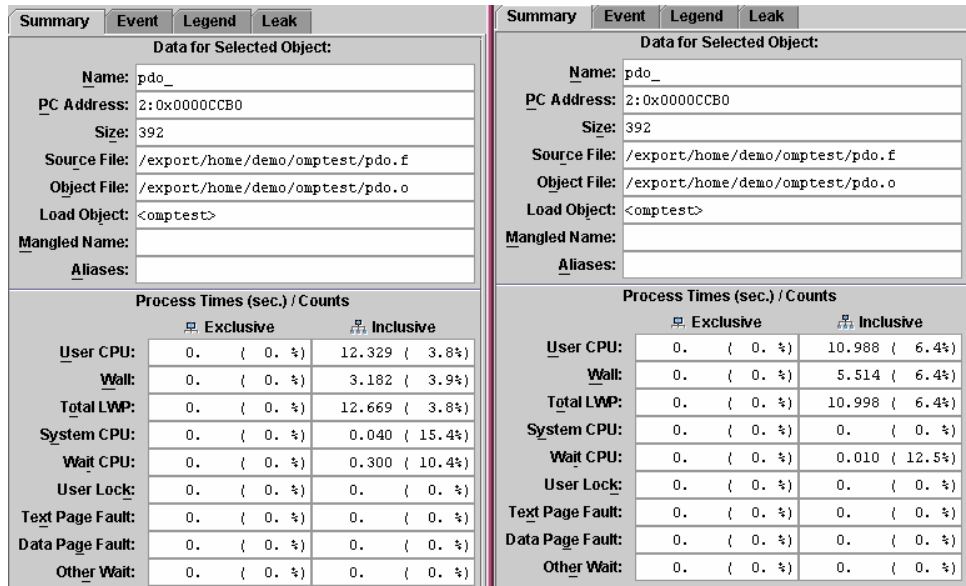 Summary Event Legend Leak
Data for Selected Object:
Name: pdo_
PC Address: 2:0x0000CCB0
Size: 392
Source File: /export/home/demo/omptest/pdo.f
Object File: /export/home/demo/omptest/pdo.o
Load Object: <omptest>
Mangled Name:
Aliases:
Process Times (sec.) / Counts
Exclusive Inclusive
User CPU: 0. ( 0. %) 12.329 ( 3.8%)
Wall: 0. ( 0. %) 3.182 ( 3.9%)
Total LWP: 0. ( 0. %) 12.669 ( 3.8%)
System CPU: 0. ( 0. %) 0.040 ( 15.4%)
Wait CPU: 0. ( 0. %) 0.300 ( 10.4%)
User Lock: 0. ( 0. %) 0. ( 0. %)
Text Page Fault: 0. ( 0. %) 0. ( 0. %)
Data Page Fault: 0. ( 0. %) 0. ( 0. %)
Other Wait: 0. ( 0. %) 0. ( 0. %)
Summary Event Legend Leak
Data for Selected Object:
Name: pdo_
PC Address: 2:0x0000CCB0
Size: 392
Source File: /export/home/demo/omptest/pdo.f
Object File: /export/home/demo/omptest/pdo.o
Load Object: <omptest>
Mangled Name:
Aliases:
Process Times (sec.) / Counts
Exclusive Inclusive
User CPU: 0. ( 0. %) 10.988 ( 6.4%)
Wall: 0. ( 0. %) 5.514 ( 6.4%)
Total LWP: 0. ( 0. %) 10.998 ( 6.4%)
System CPU: 0. ( 0. %) 0. ( 0. %)
Wait CPU: 0. ( 0. %) 0.010 ( 12.5%)
User Lock: 0. ( 0. %) 0. ( 0. %)
Text Page Fault: 0. ( 0. %) 0. ( 0. %)
Data Page Fault: 0. ( 0. %) 0. ( 0. %)
Other Wait: 0. ( 0. %) 0. ( 0. %)